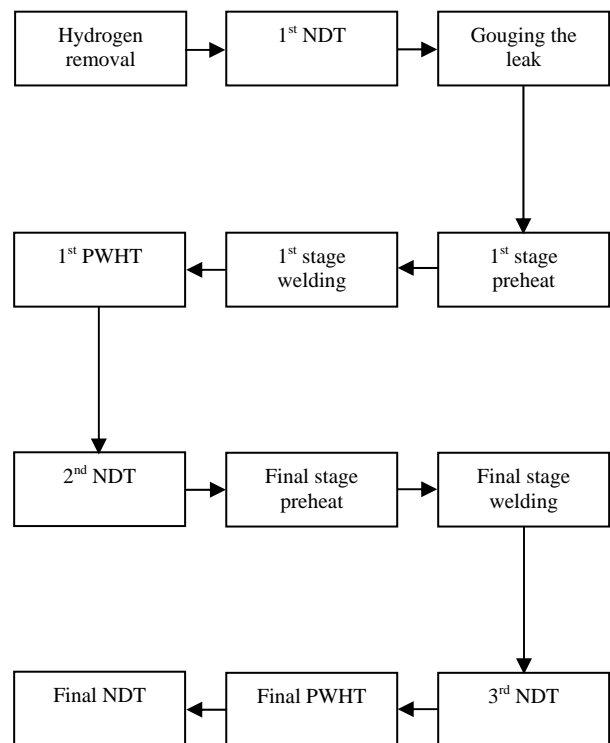 Hydrogen
removal
1st NDT
Gouging the
leak
1st stage
preheat
1st stage
welding
1st PWHT
2nd NDT
Final stage
preheat
Final stage
welding
3rd NDT
Final PWHT
Final NDT